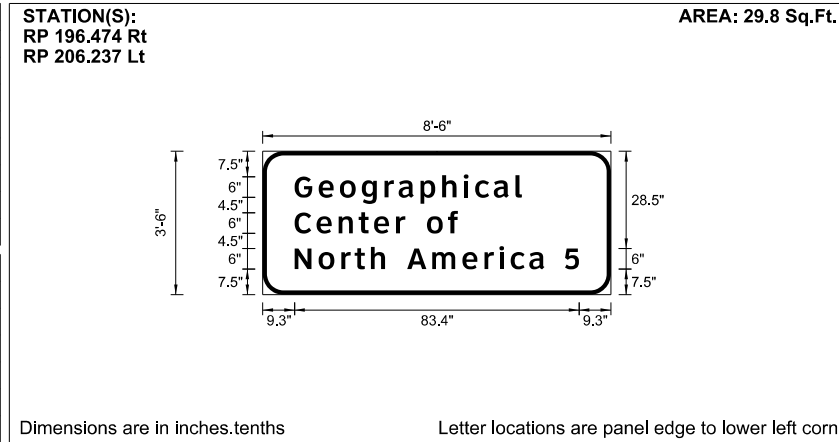 STATION(S): AREA: 29.8 Sq.Ft.
RP 196.474 Rt
RP 206.237 Lt
8'-6"
3'-6"
7.5"
6"
4.5"
6"
4.5"
6"
7.5"
Geographical
Center of
North America 5
28.5"
6"
7.5"
9.3" 83.4" 9.3"
Dimensions are in inches.tenths Letter locations are panel edge to lower left corn